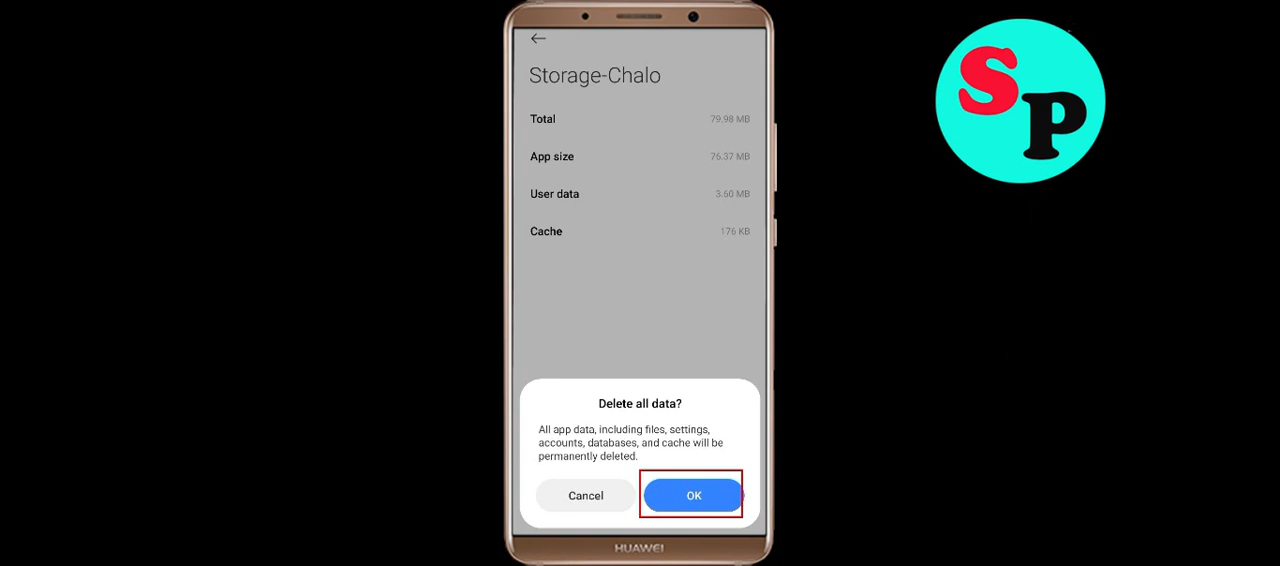 Storage-Chalo
Total 79.98 MB
App size 76.37 MB
User data 3.60 MB
Cache 176 KB
Delete all data?
All app data, including files, settings,
accounts, databases, and cache will be
permanently deleted.
Cancel OK
HUAWEI
SP